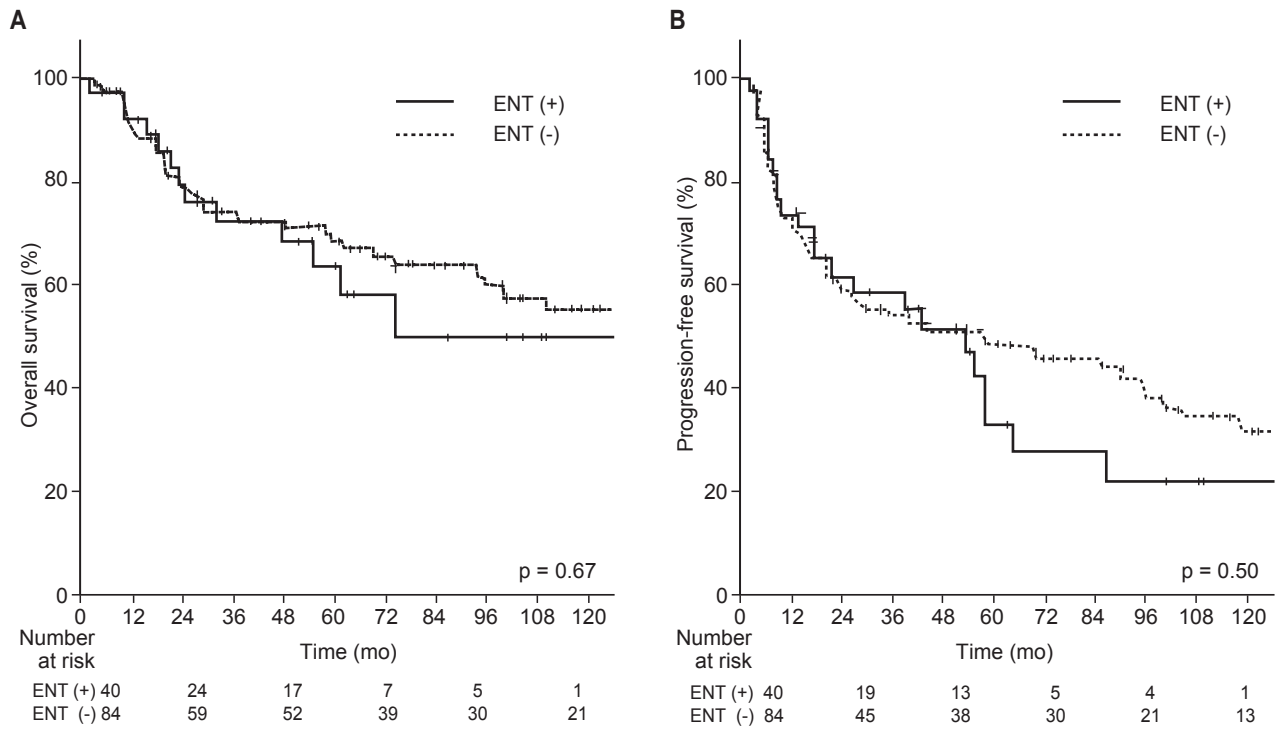 A
Overall survival (%)
100
80
60
40
20
0
ENT (+)
ENT (-)
p = 0.67
0 12 24 36 48 60 72 84 96 108 120
Time (mo)
Number
at risk
ENT (+) 40 24 17 7 5 1
ENT (-) 84 59 52 39 30 21
B
Progression-free survival (%)
100
80
60
40
20
0
ENT (+)
ENT (-)
p = 0.50
0 12 24 36 48 60 72 84 96 108 120
Time (mo)
Number
at risk
ENT (+) 40 19 13 5 4 1
ENT (-) 84 45 38 30 21 13